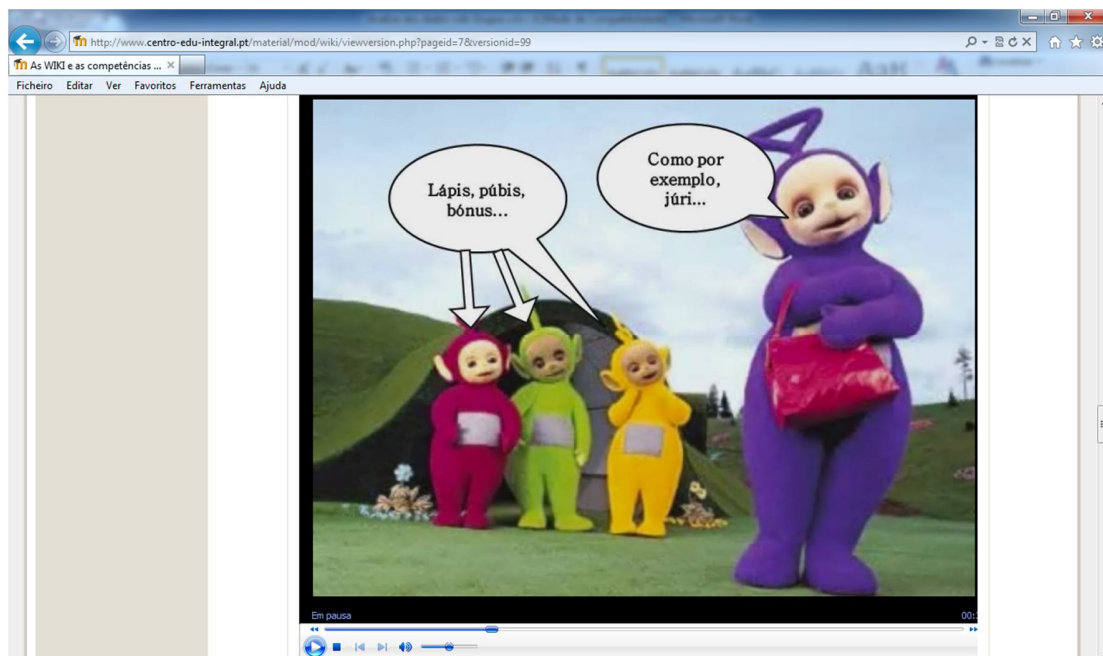 http://www.centro-edu-integral.pt/material/mod/wiki/viewversion.php?pageid=7&versionid=99
As WIKI e as competências ...
Ficheiro Editar Ver Favoritos Ferramentas Ajuda
Lápis, púbis,
bónus...
Como por
exemplo,
júri...
Em pausa